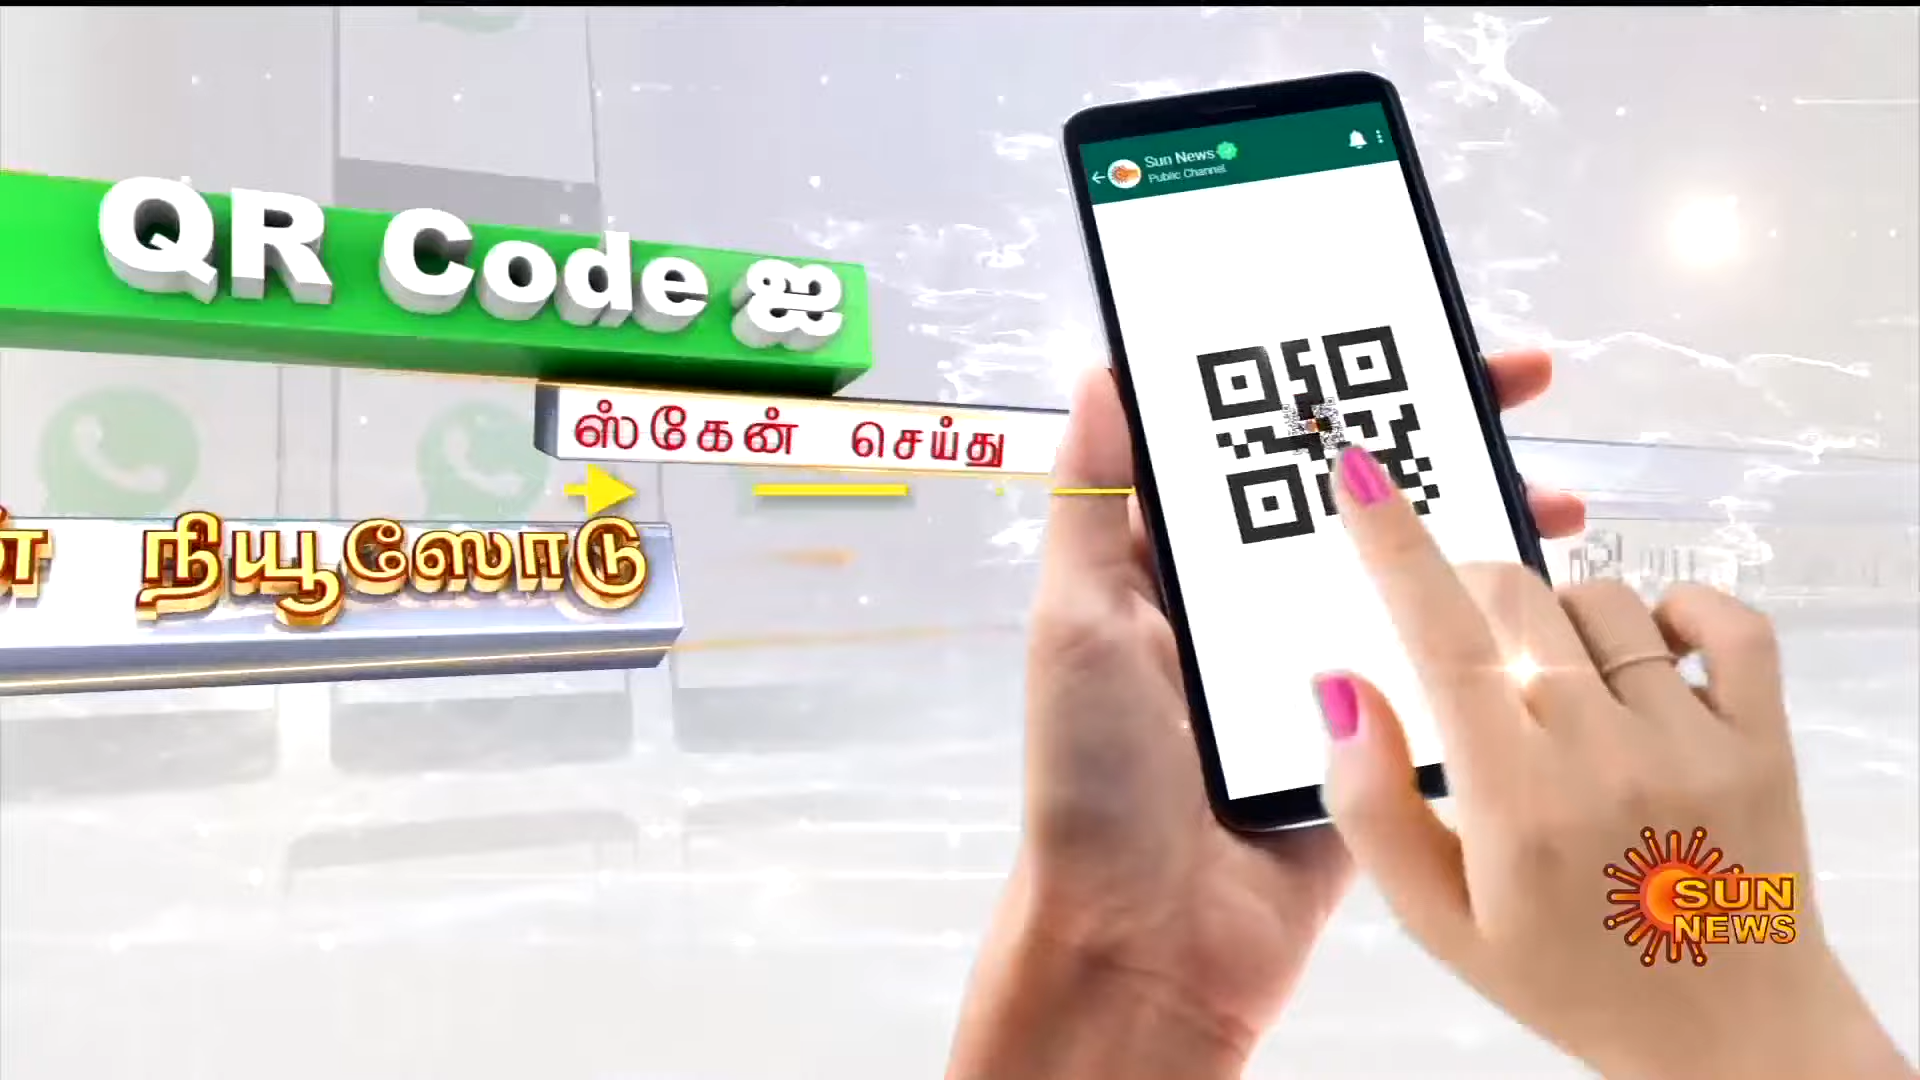 QR Code ஐ
ஸ்கேன் செய்து
நியூஸோடு
Sun News
Public Channel
SUN
NEWS